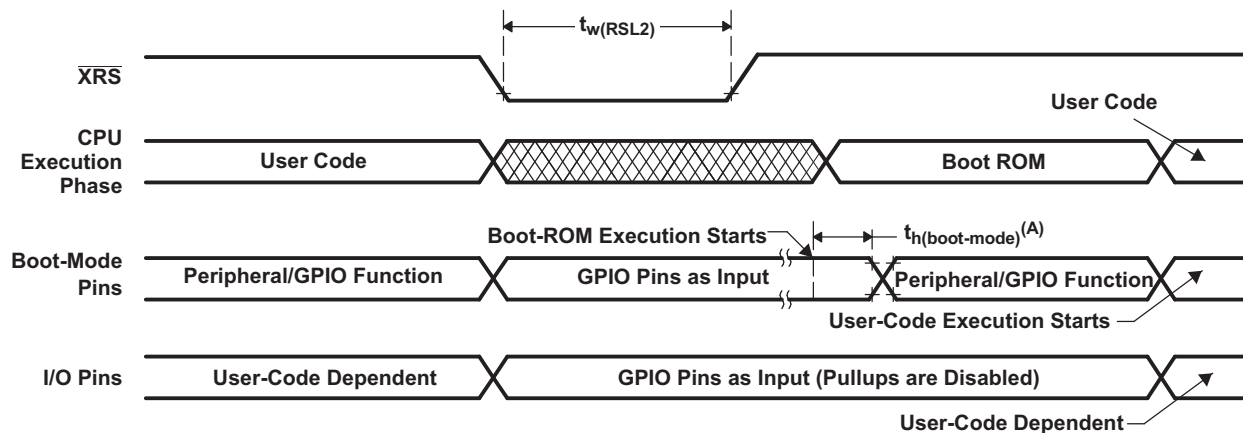 tw(RSL2)
XRS
User Code
CPU
Execution
Phase
User Code
Boot ROM
Boot-ROM Execution Starts
th(boot-mode)(A)
Boot-Mode
Pins
Peripheral/GPIO Function
GPIO Pins as Input
Peripheral/GPIO Function
User-Code Execution Starts
I/O Pins
User-Code Dependent
GPIO Pins as Input (Pullups are Disabled)
User-Code Dependent